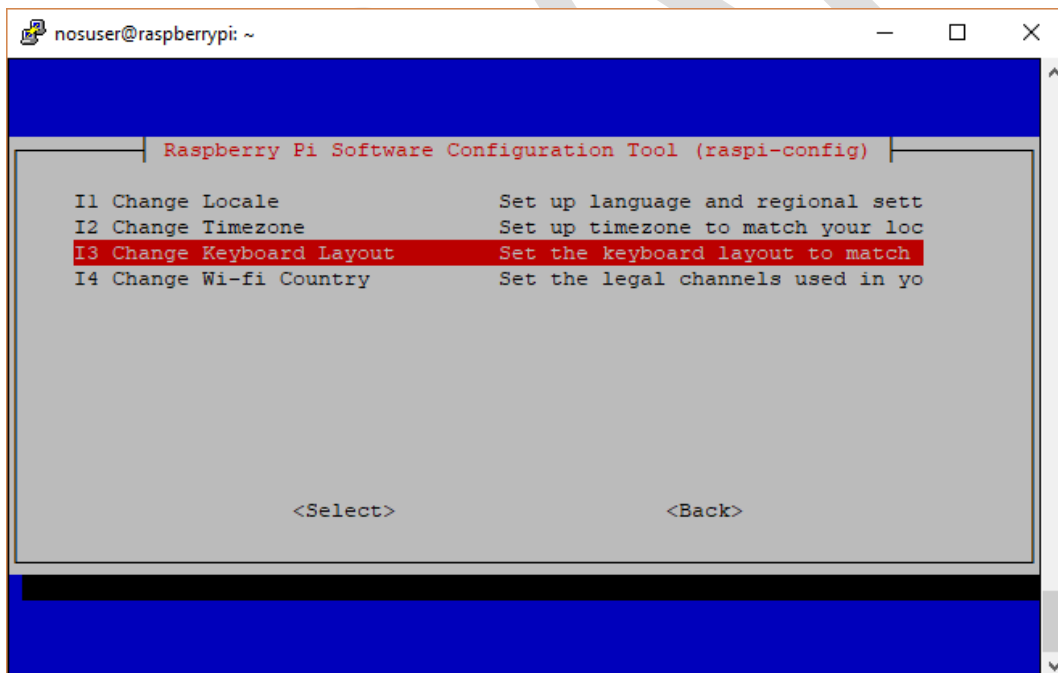 nosuser@raspberrypi: ~
Raspberry Pi Software Configuration Tool (raspi-config)
I1 Change Locale Set up language and regional sett
I2 Change Timezone Set up timezone to match your loc
I3 Change Keyboard Layout Set the keyboard layout to match
I4 Change Wi-fi Country Set the legal channels used in yo
<Select> <Back>